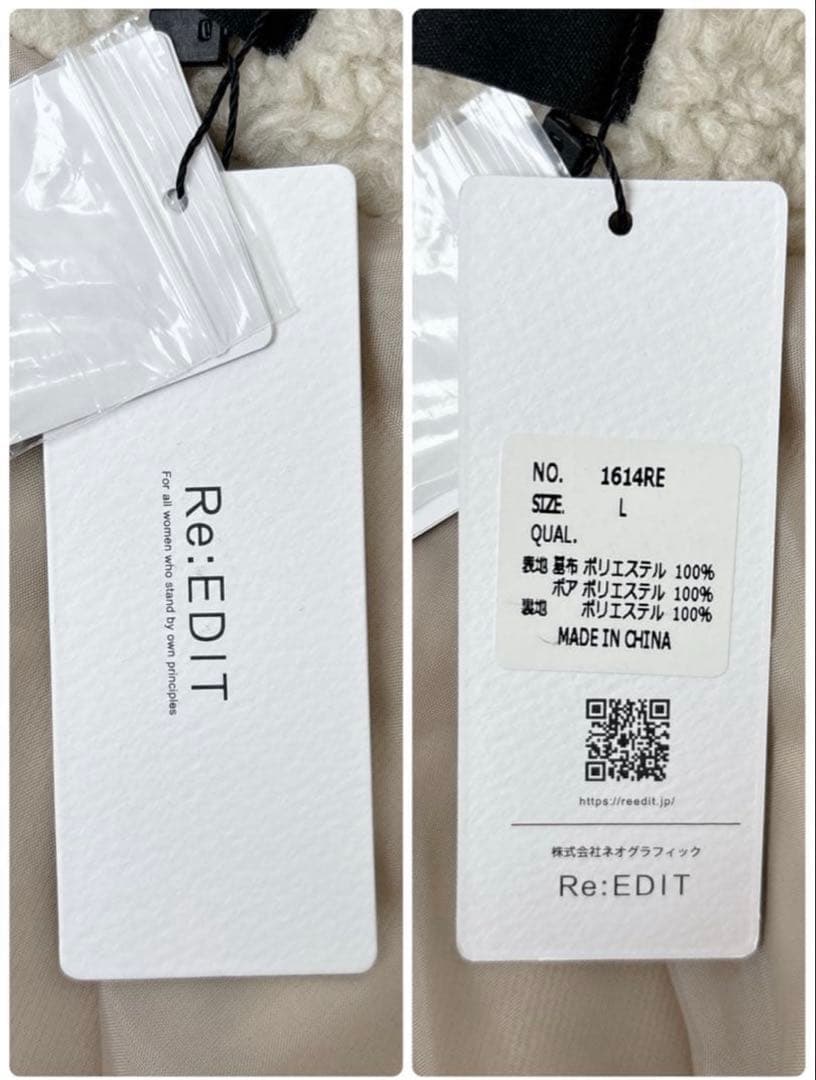 Re:EDIT
For all women who stand by own principles
NO. 1614RE
SIZE. L
QUAL.
表地 基布 ポリエステル 100%
ボア ポリエステル 100%
裏地 ポリエステル 100%
MADE IN CHINA
https://reedit.jp/
株式会社ネオグラフィック
Re:EDIT